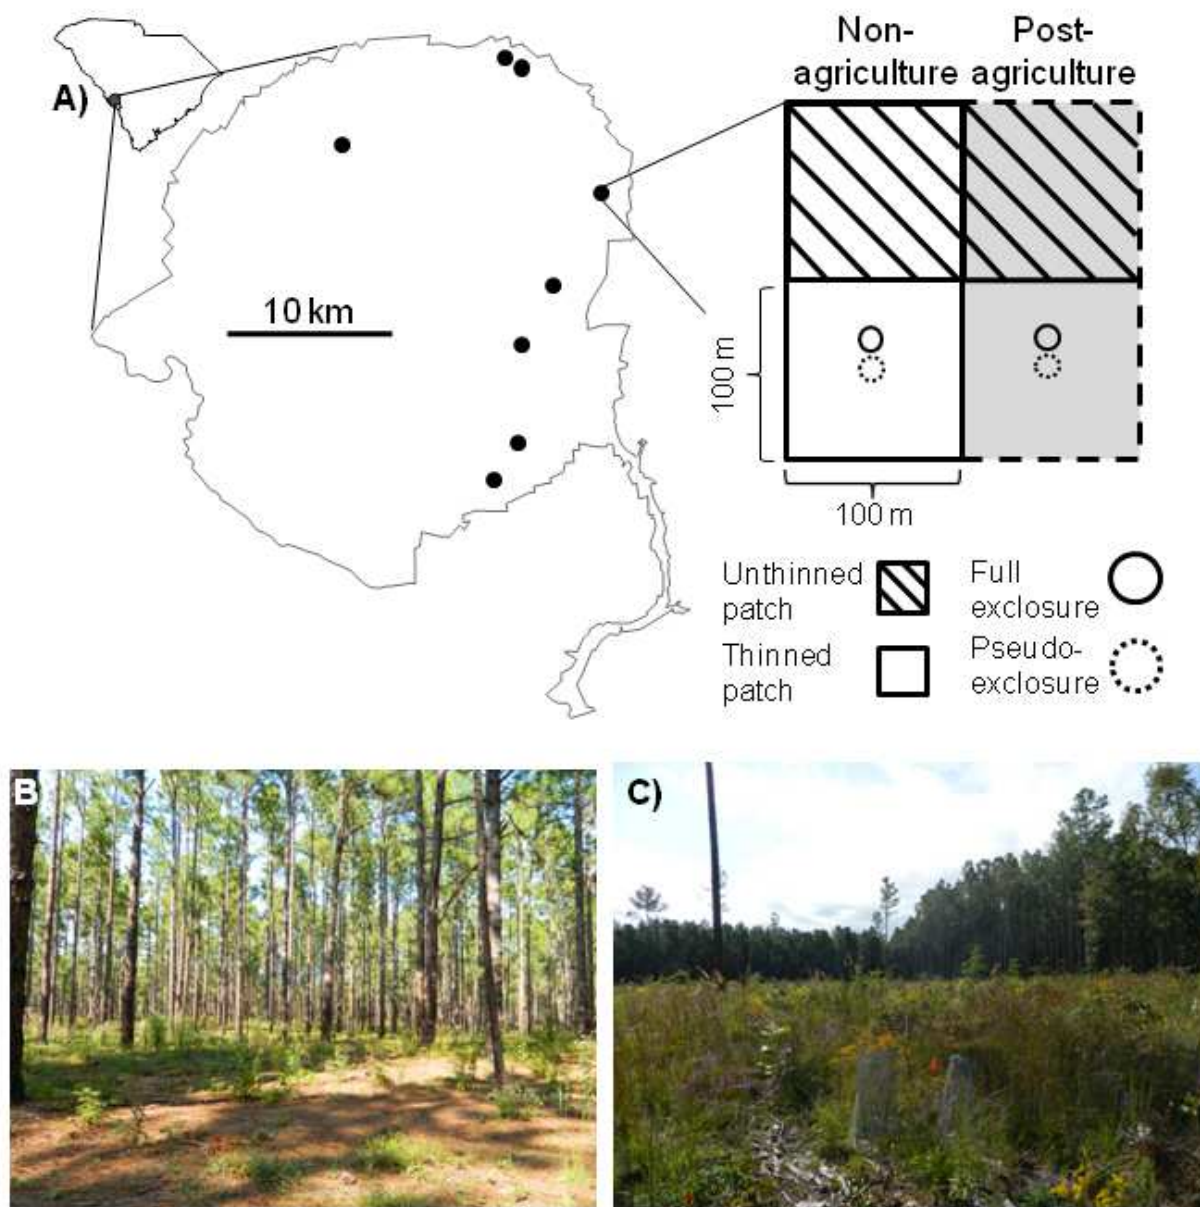 A)
10 km
Non-
agriculture
Post-
agriculture
100 m
100 m
Unthinned
patch
Thinned
patch
Full
exclosure
Pseudo-
exclosure
B
C)